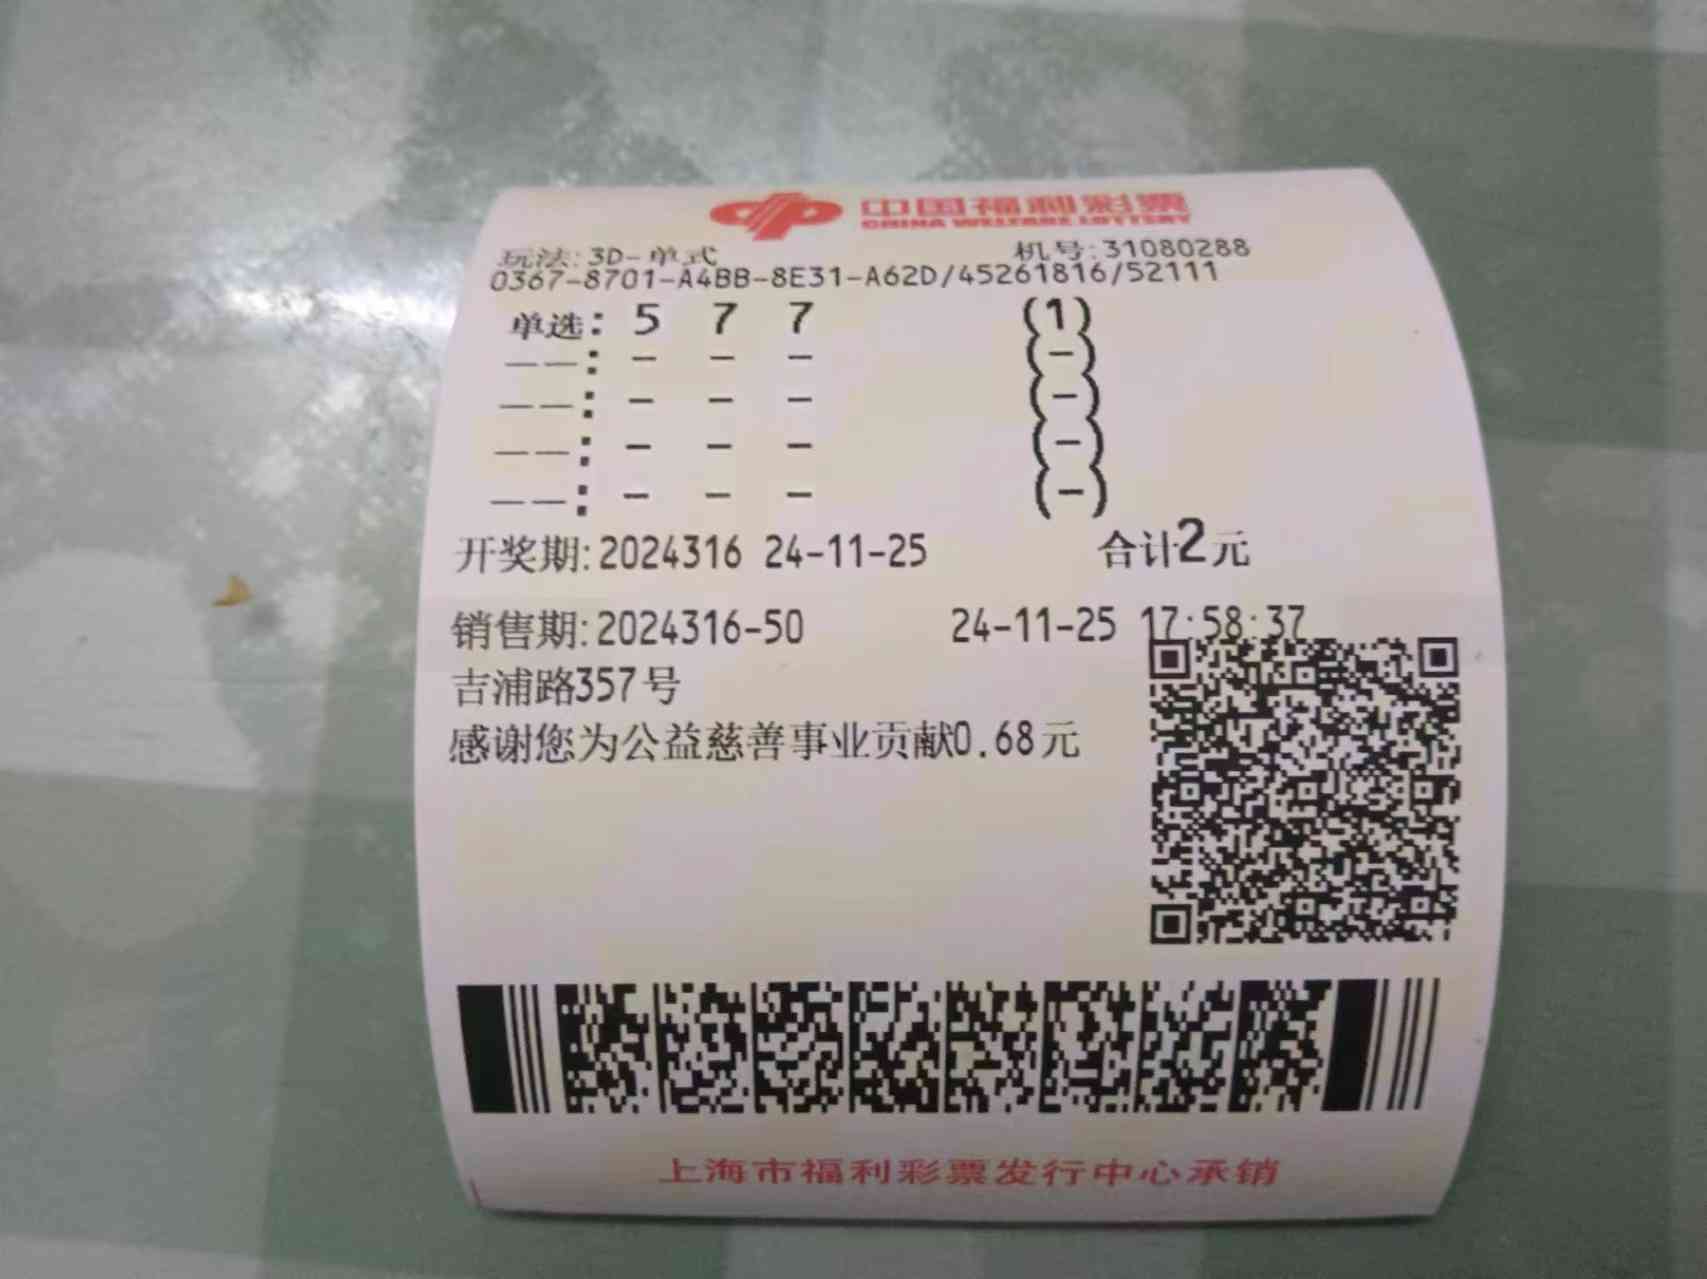 中国福利彩票
CHINA WELFARE LOTTERY
玩法:3D-单式 机号:31080288
0367-8701-A4BB-8E31-A62D/45261816/52111
单选: 5 7 7 (1)
——: - - - (-)
——: - - - (-)
——: - - - (-)
——: - - - (-)
开奖期:2024316 24-11-25 合计2元
销售期:2024316-50 24-11-25 17:58:37
吉浦路357号
感谢您为公益慈善事业贡献0.68元
上海市福利彩票发行中心承销